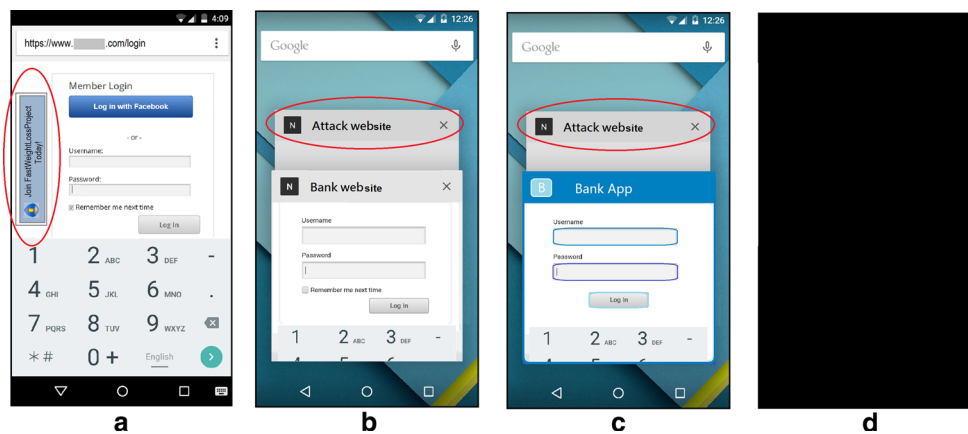 4:09
https://www. .com/login
Member Login
Log in with Facebook
- or -
Username:
Password:
Remember me next time
Log In
Join FastWeightLossProject
Today!
1 2 ABC 3 DEF -
4 GHI 5 JKL 6 MNO .
7 PQRS 8 TUV 9 WXYZ
* # 0 + English
a
12:26
Google
N Attack website ×
N Bank website ×
Username
Password
Remember me next time
Log In
1 2 ABC 3 DEF -
b
12:26
Google
N Attack website ×
B Bank App
Username
Password
Log In
1 2 ABC 3 DEF -
c
d